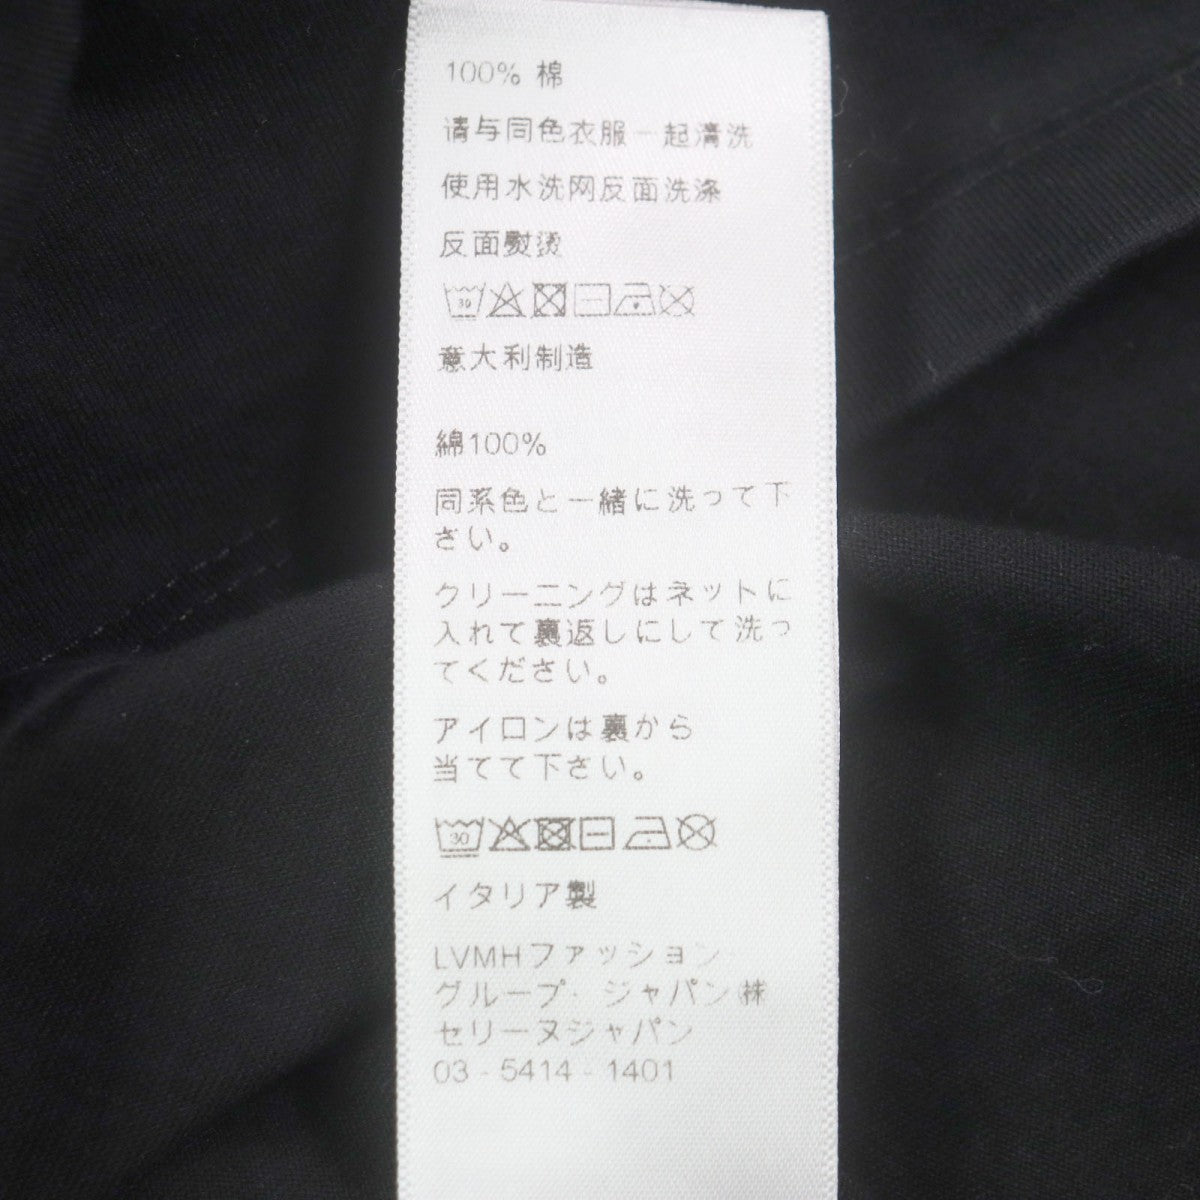 100% 棉
请与同色衣服一起清洗
使用水洗网反面洗涤
反面熨烫
30
意大利制造
綿100%
同系色と一緒に洗って下
さい。
クリーニングはネットに
入れて裏返しにして洗っ
てください。
アイロンは裏から
当てて下さい。
30
イタリア製
LVMHファッション
グループ・ジャパン㈱
セリーヌジャパン
03 - 5414 - 1401